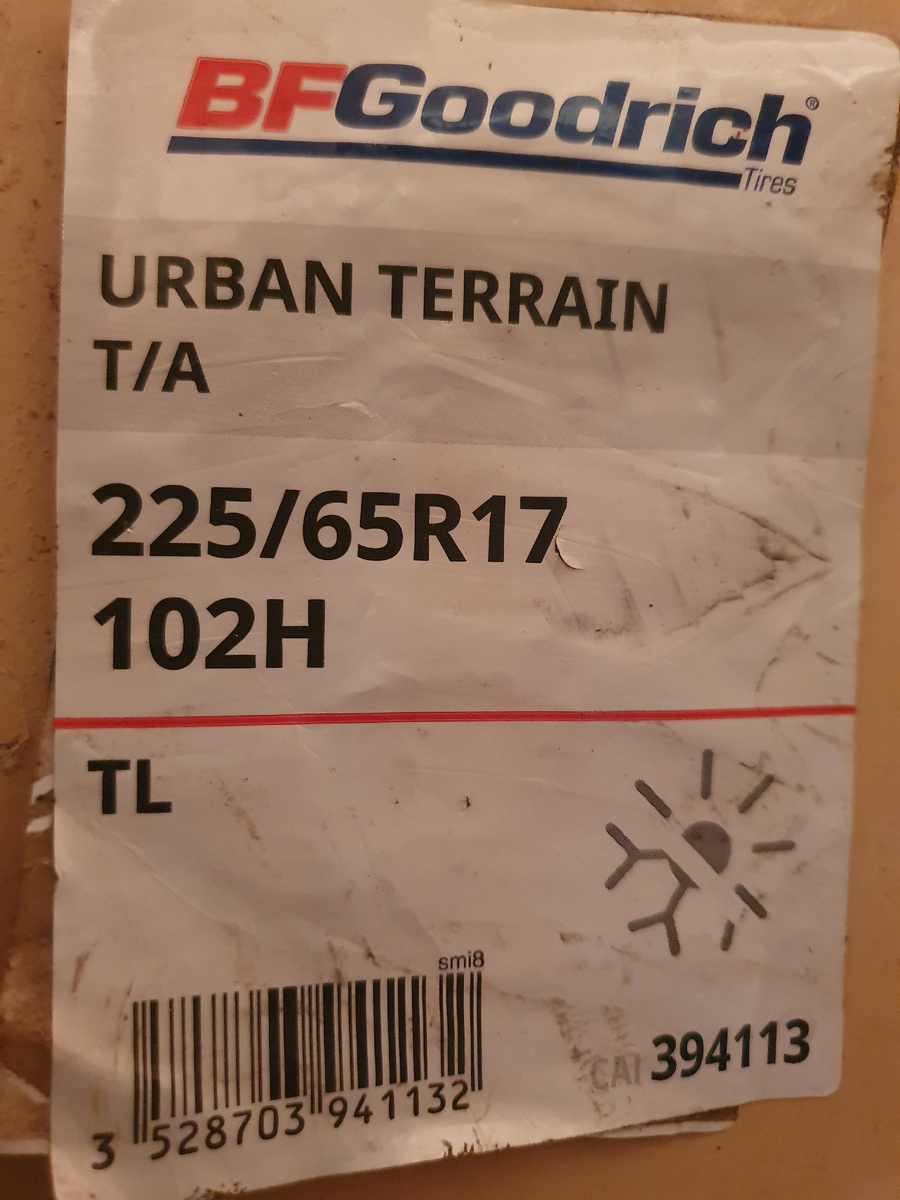 BFGoodrich®
Tires
URBAN TERRAIN
T/A
225/65R17
102H
TL
smi8
CAI 394113
3 528703 941132